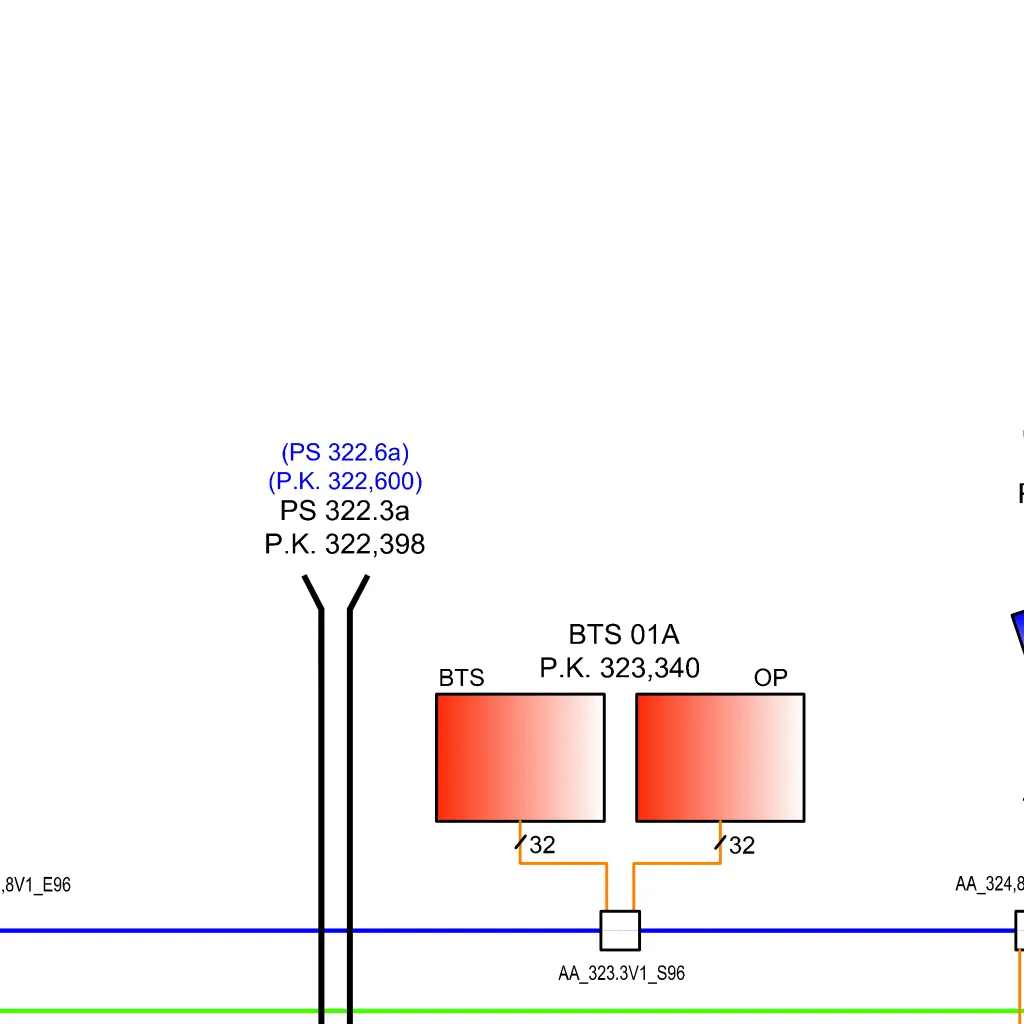 (PS 322.6a)
(P.K. 322,600)
PS 322.3a
P.K. 322,398
BTS 01A
P.K. 323,340
BTS
OP
32
32
,8V1_E96
AA_324,8
AA_323.3V1_S96